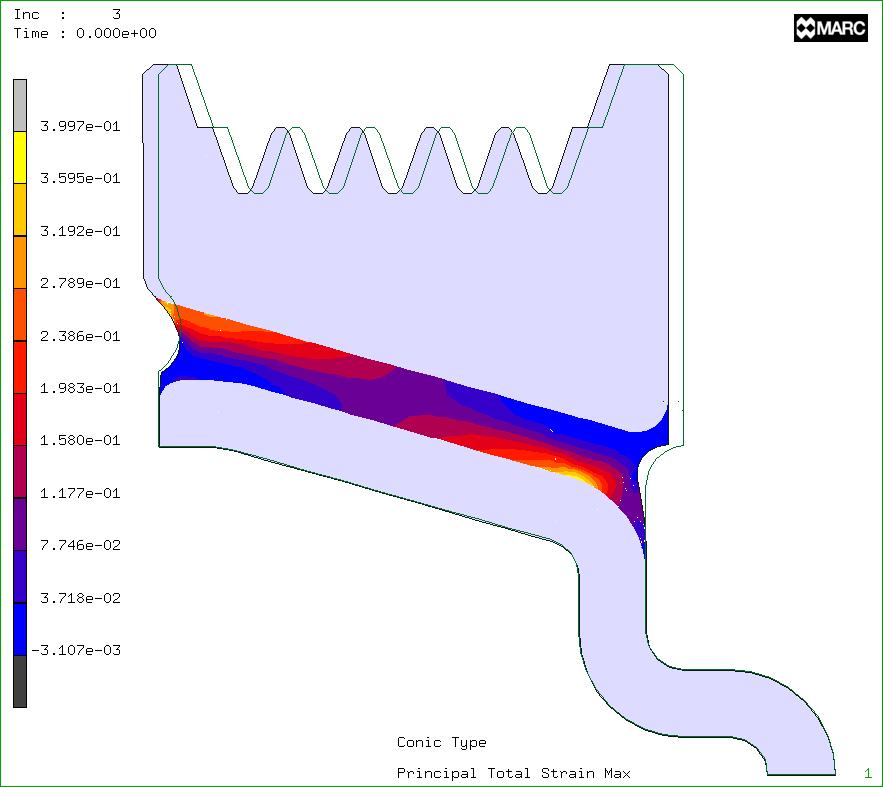 Inc  :     3
Time : 0.000e+00
MARC
3.997e-01
3.595e-01
3.192e-01
2.789e-01
2.386e-01
1.983e-01
1.580e-01
1.177e-01
7.746e-02
3.718e-02
-3.107e-03
Conic Type
Principal Total Strain Max
1